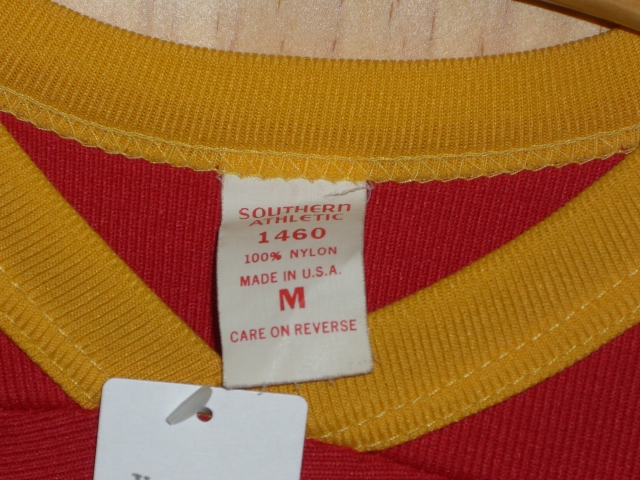 SOUTHERN
ATHLETIC
1460
100% NYLON
MADE IN U.S.A.
M
CARE ON REVERSE